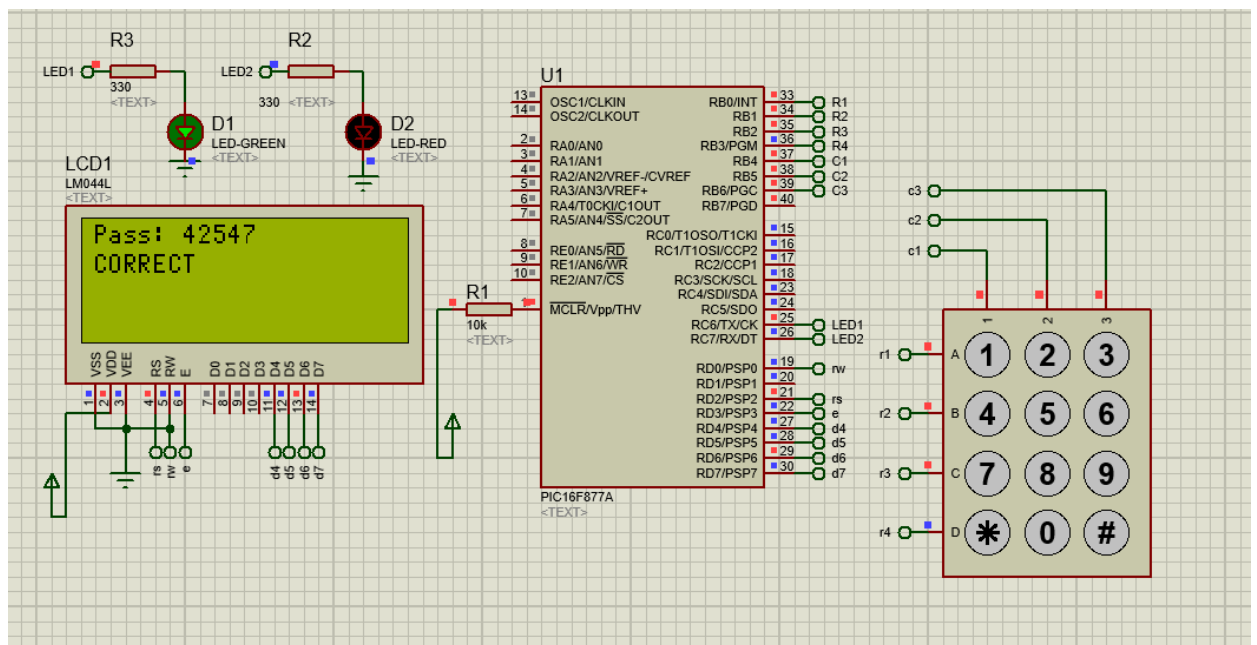 R3
LED1
330
<TEXT>
D1
LED-GREEN
<TEXT>
R2
LED2
330
<TEXT>
D2
LED-RED
<TEXT>
LCD1
LM044L
<TEXT>
Pass: 42547
CORRECT
VSS VDD VEE RS RW E D0 D1 D2 D3 D4 D5 D6 D7
1 2 3 4 5 6 7 8 9 10 11 12 13 14
rs rw e d4 d5 d6 d7
R1
10k
<TEXT>
U1
13 OSC1/CLKIN
14 OSC2/CLKOUT
2 RA0/AN0
3 RA1/AN1
4 RA2/AN2/VREF-/CVREF
5 RA3/AN3/VREF+
6 RA4/T0CKI/C1OUT
7 RA5/AN4/SS/C2OUT
8 RE0/AN5/RD
9 RE1/AN6/WR
10 RE2/AN7/CS
1 MCLR/Vpp/THV
RB0/INT 33 R1
RB1 34 R2
RB2 35 R3
RB3/PGM 36 R4
RB4 37 C1
RB5 38 C2
RB6/PGC 39 C3
RB7/PGD 40
RC0/T1OSO/T1CKI 15
RC1/T1OSI/CCP2 16
RC2/CCP1 17
RC3/SCK/SCL 18
RC4/SDI/SDA 23
RC5/SDO 24
RC6/TX/CK 25 LED1
RC7/RX/DT 26 LED2
RD0/PSP0 19 rw
RD1/PSP1 20
RD2/PSP2 21 rs
RD3/PSP3 22 e
RD4/PSP4 27 d4
RD5/PSP5 28 d5
RD6/PSP6 29 d6
RD7/PSP7 30 d7
PIC16F877A
<TEXT>
c3
c2
c1
1 2 3
r1 A 1 2 3
r2 B 4 5 6
r3 C 7 8 9
r4 D * 0 #